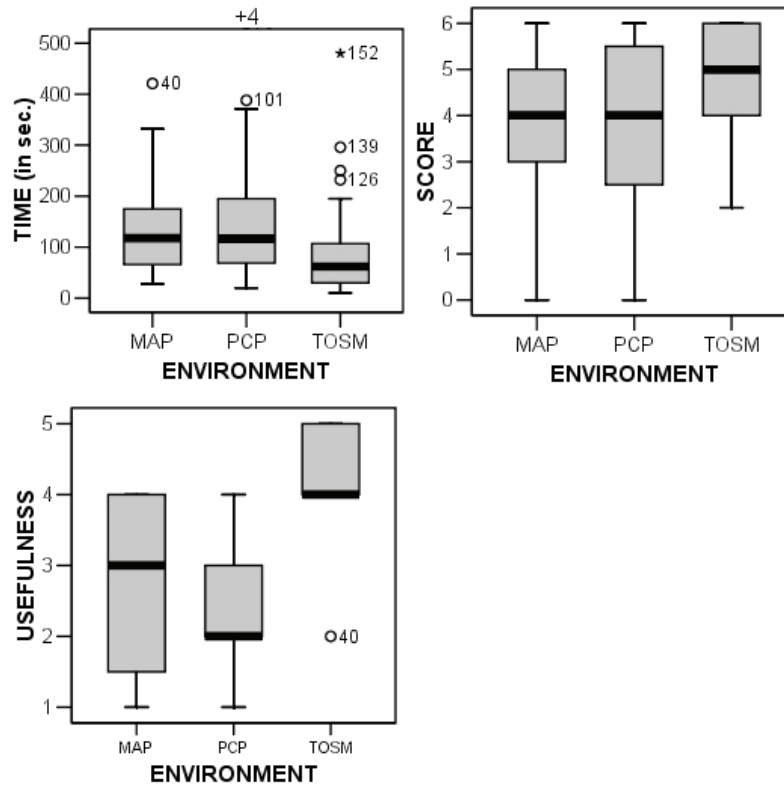 +4
TIME (in sec.)
500
400
300
200
100
0
40
101
*152
139
126
MAP PCP TOSM
ENVIRONMENT
SCORE
6
5
4
3
2
1
0
MAP PCP TOSM
ENVIRONMENT
USEFULNESS
5
4
3
2
1
40
MAP PCP TOSM
ENVIRONMENT